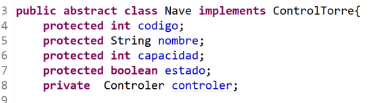 3 public abstract class Nave implements ControlTorre{
4     protected int codigo;
5     protected String nombre;
6     protected int capacidad;
7     protected boolean estado;
8     private  Controler controler;
9